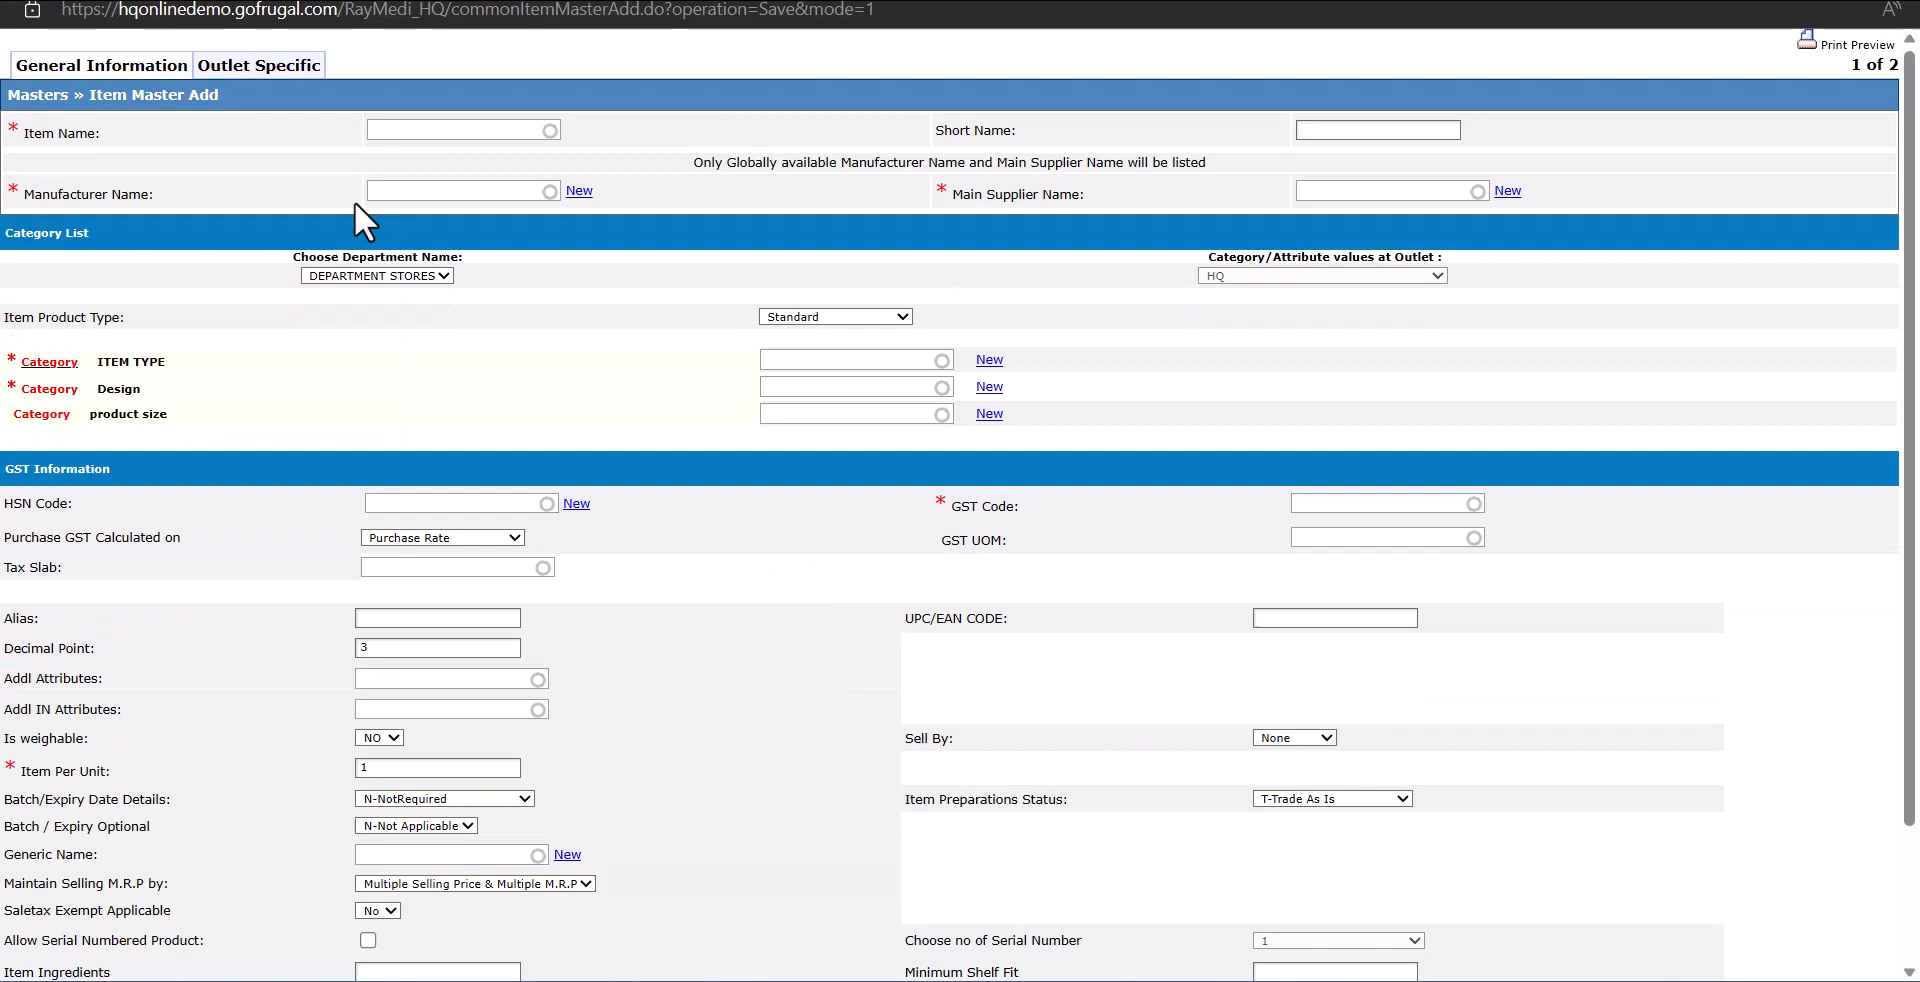 https://hqonlinedemo.gofrugal.com/RayMedi_HQ/commonItemMasterAdd.do?operation=Save&mode=1
Print Preview
General Information Outlet Specific 1 of 2
Masters » Item Master Add
* Item Name: Short Name:
Only Globally available Manufacturer Name and Main Supplier Name will be listed
* Manufacturer Name: New * Main Supplier Name: New
Category List
Choose Department Name: Category/Attribute values at Outlet :
DEPARTMENT STORES HQ
Item Product Type: Standard
* Category ITEM TYPE New
* Category Design New
Category product size New
GST Information
HSN Code: New * GST Code:
Purchase GST Calculated on Purchase Rate GST UOM:
Tax Slab:
Alias: UPC/EAN CODE:
Decimal Point: 3
Addl Attributes:
Addl IN Attributes:
Is weighable: NO Sell By: None
* Item Per Unit: 1
Batch/Expiry Date Details: N-NotRequired Item Preparations Status: T-Trade As Is
Batch / Expiry Optional N-Not Applicable
Generic Name: New
Maintain Selling M.R.P by: Multiple Selling Price & Multiple M.R.P
Saletax Exempt Applicable No
Allow Serial Numbered Product: Choose no of Serial Number 1
Item Ingredients Minimum Shelf Fit